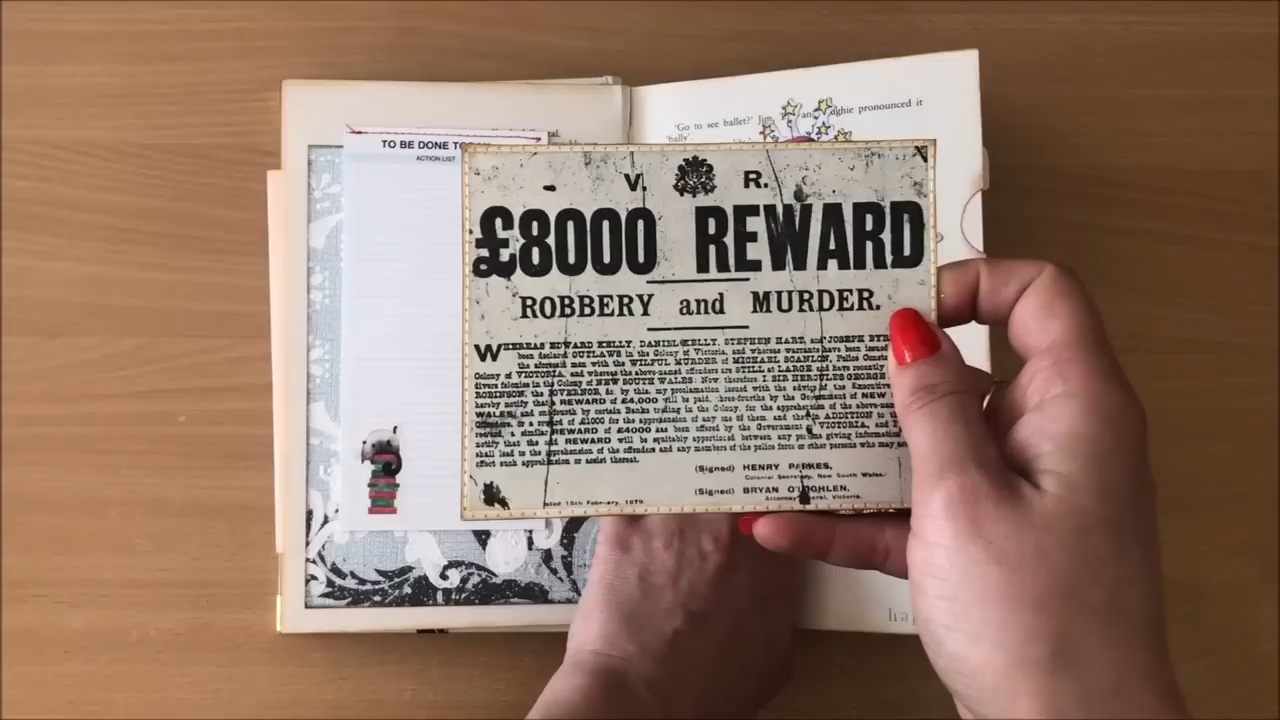 'Go to see ballet?' Jim, and ghie pronounced it
'bally'.
TO BE DONE
ACTION LIST
V. R.
£8000 REWARD
ROBBERY and MURDER.
WHEREAS EDWARD KELLY, DANIEL KELLY, STEPHEN HART, and JOSEPH BYR
been declared OUTLAWS in the Colony of Victoria, and whereas warrants have been issued
the aforesaid men with the WILFUL MURDER of MICHAEL SCANLON, Police Consta
Colony of VICTORIA, and whereas the above-named offenders are STILL at LARGE and have recently
divers felonies in the Colony of NEW SOUTH WALES: Now, therefore I, SIR HERCULES GEORGE
ROBINSON, the GOVERNOR, do, by this, my proclamation issued with the advice of the Executive
hereby notify that a REWARD of £4,000 will be paid, three-fourths by the Government of NEW
WALES, and one-fourth by certain Banks trading in the Colony, for the apprehension of the above-nam
Offenders, or a reward of £1000 for the apprehension of any one of them, and that in ADDITION to th
reward, a similar REWARD of £4000 has been offered by the Government VICTORIA, and I
notify that the said REWARD will be equitably apportioned between any persons giving information
shall lead to the apprehension of the offenders and any members of the police force or other persons who may
effect such apprehension or assist thereat.
(Signed) HENRY PARKES,
Colonial Secretary, New South Wales.
(Signed) BRYAN O'LOGHLEN,
Attorney General, Victoria.
ated 15th February, 1879.
ha